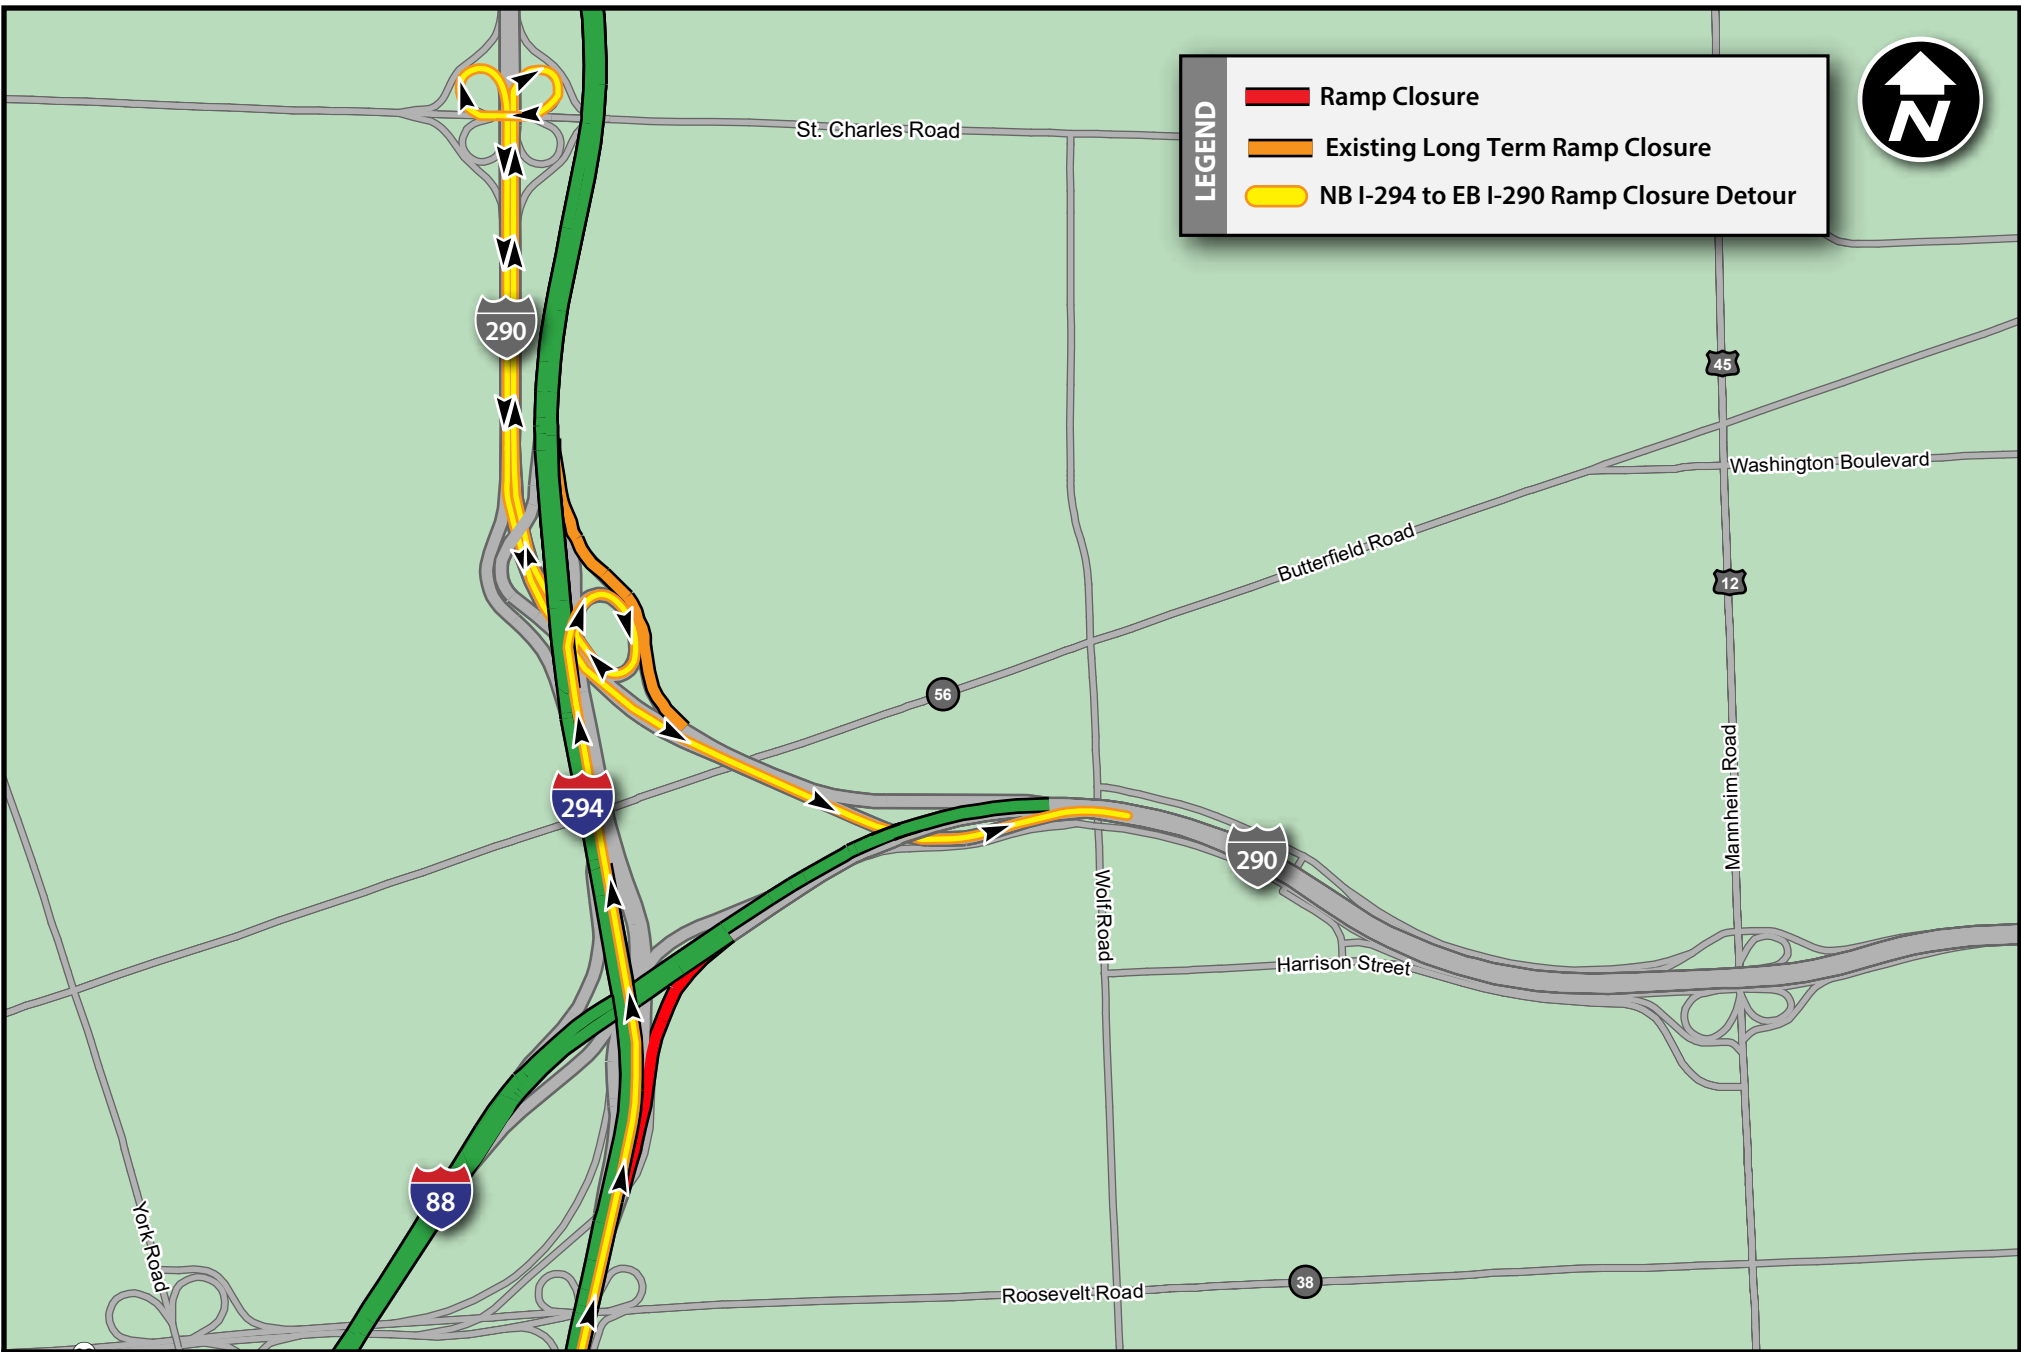 St. Charles Road
LEGEND
Ramp Closure
Existing Long Term Ramp Closure
NB I-294 to EB I-290 Ramp Closure Detour
N
290
45
Washington Boulevard
Butterfield Road
12
56
294
Mannheim Road
290
Wolf Road
Harrison Street
88
York Road
38
Roosevelt Road